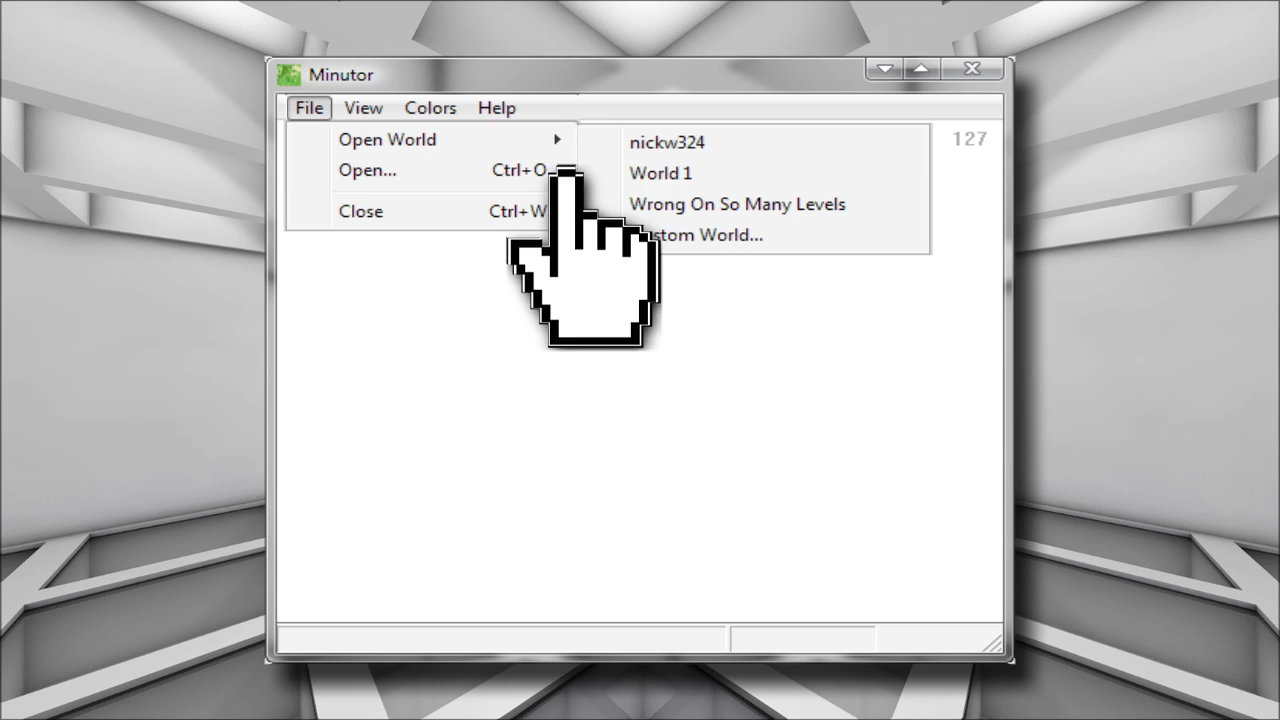 Minutor
File View Colors Help
Open World
Open... Ctrl+O
Close Ctrl+W
nickw324
World 1
Wrong On So Many Levels
World...
127